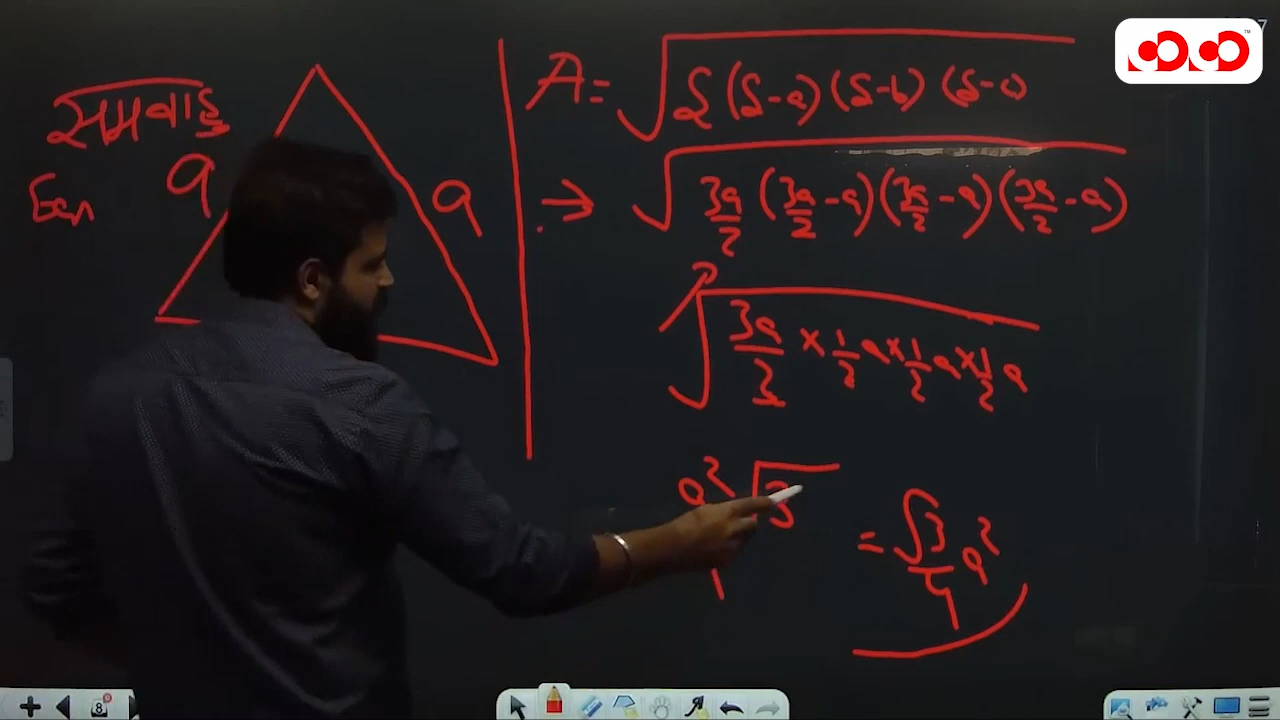 समबाहु
a
a
A = √S(S-a)(S-b)(S-c)
→ √3a/2 (3a/2 - a)(3a/2 - a)(3a/2 - a)
√3a/2 × 1/2 a × 1/2 a × 1/2 a
a² √3
= √3/4 a²
8